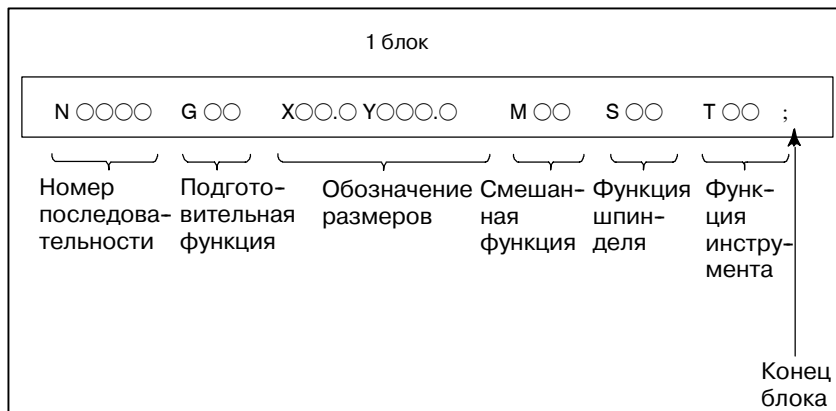 1 блок
N ○○○○ G ○○ X○○.○ Y○○○.○ M ○○ S ○○ T ○○ ;
Номер
последова-
тельности
Подгото-
вительная
функция
Обозначение
размеров
Смешан-
ная
функция
Функция
шпин-
деля
Функ-
ция
инстру-
мента
Конец
блока